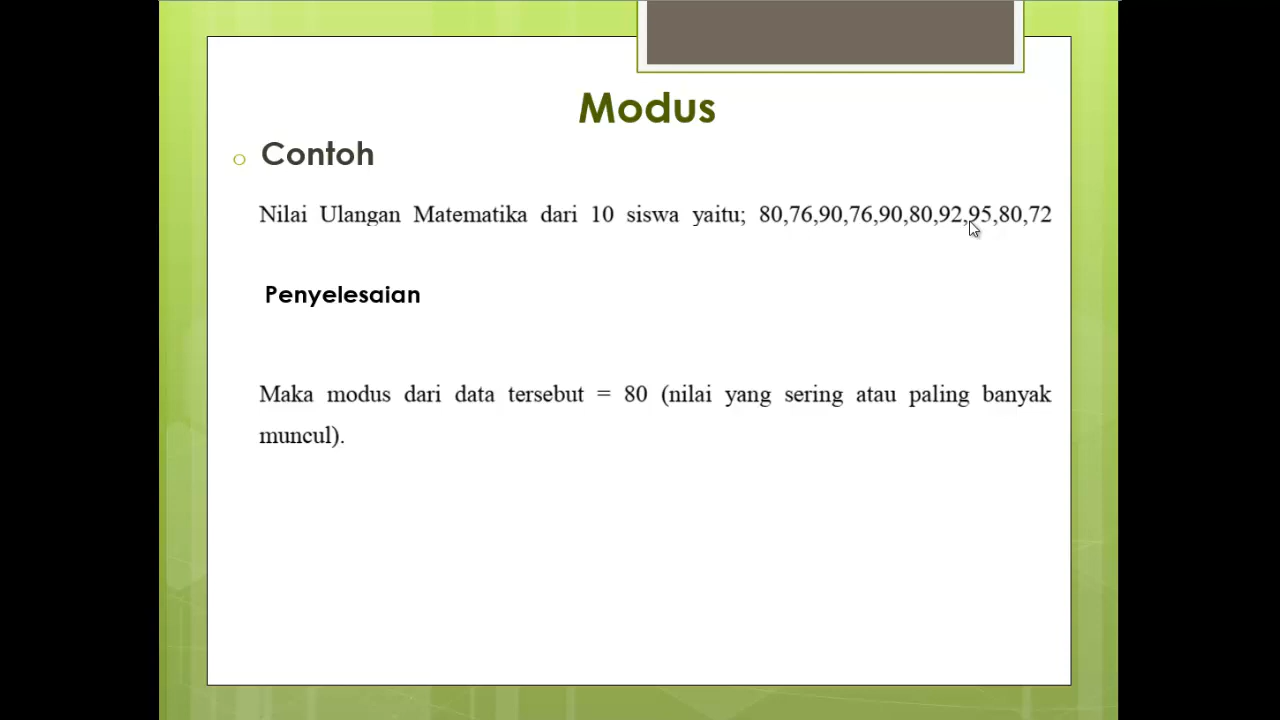 Modus
Contoh
Nilai Ulangan Matematika dari 10 siswa yaitu; 80,76,90,76,90,80,92,95,80,72
Penyelesaian
Maka modus dari data tersebut = 80 (nilai yang sering atau paling banyak
muncul).